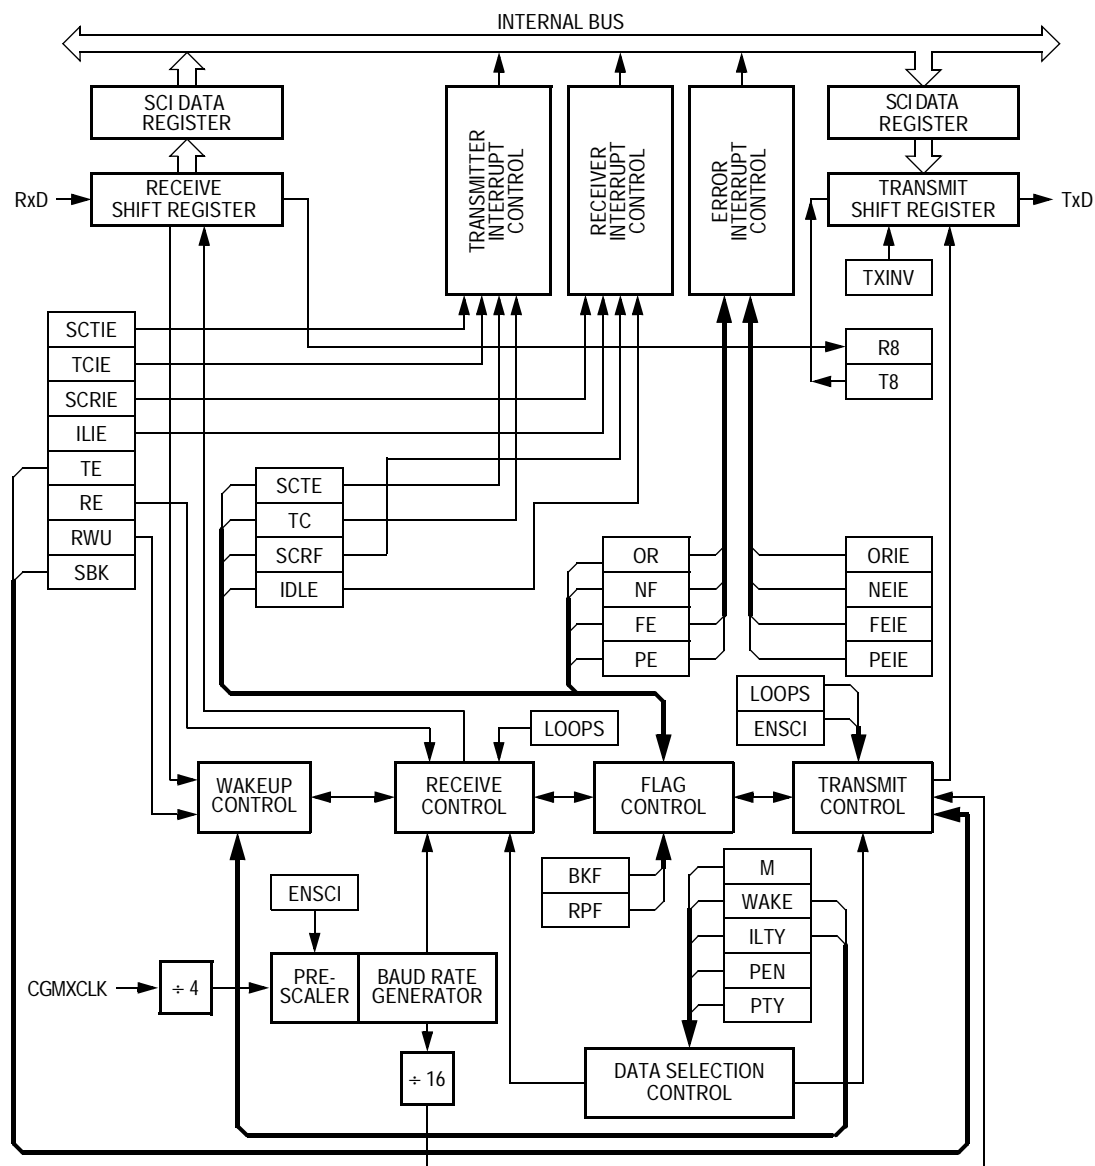 INTERNAL BUS
SCI DATA
REGISTER
SCI DATA
REGISTER
TRANSMITTER
INTERRUPT
CONTROL
RECEIVER
INTERRUPT
CONTROL
ERROR
INTERRUPT
CONTROL
RxD
RECEIVE
SHIFT REGISTER
TRANSMIT
SHIFT REGISTER
TxD
TXINV
SCTIE
TCIE
SCRIE
ILIE
TE
RE
RWU
SBK
R8
T8
SCTE
TC
SCRF
IDLE
OR
NF
FE
PE
ORIE
NEIE
FEIE
PEIE
LOOPS
ENSCI
LOOPS
WAKEUP
CONTROL
RECEIVE
CONTROL
FLAG
CONTROL
TRANSMIT
CONTROL
BKF
RPF
M
WAKE
ILTY
PEN
PTY
ENSCI
CGMXCLK
÷ 4
PRE-
SCALER
BAUD RATE
GENERATOR
÷ 16
DATA SELECTION
CONTROL